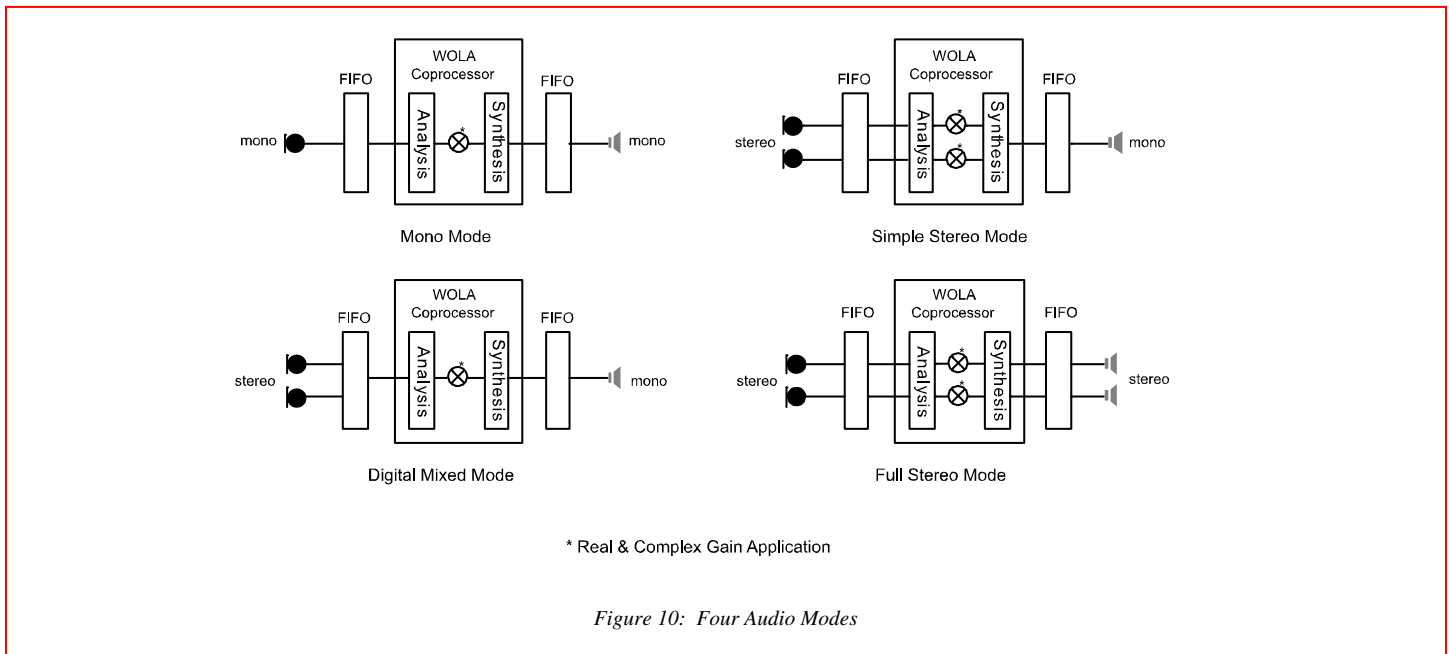 WOLA
Coprocessor
FIFO
FIFO
mono
Analysis
*
Synthesis
mono
Mono Mode
WOLA
Coprocessor
FIFO
FIFO
stereo
Analysis
*
*
Synthesis
mono
Simple Stereo Mode
WOLA
Coprocessor
FIFO
FIFO
stereo
Analysis
*
Synthesis
mono
Digital Mixed Mode
WOLA
Coprocessor
FIFO
FIFO
stereo
Analysis
*
*
Synthesis
stereo
Full Stereo Mode
* Real & Complex Gain Application
Figure 10: Four Audio Modes